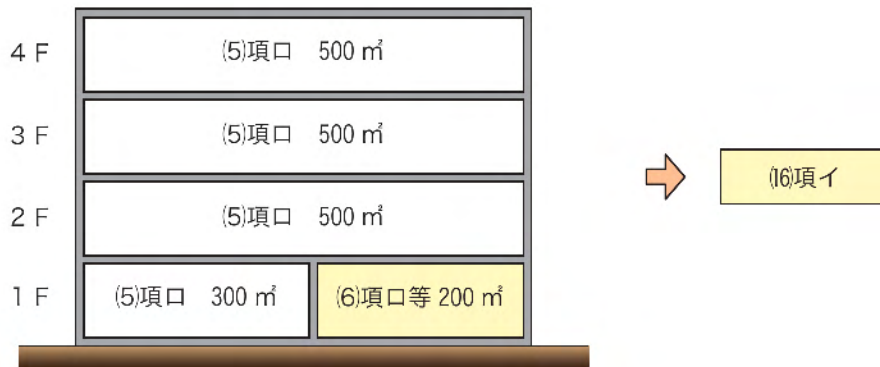 4 F ⑸項ロ 500 ㎡
3 F ⑸項ロ 500 ㎡
⒃項イ
2 F ⑸項ロ 500 ㎡
1 F ⑸項ロ 300 ㎡ ⑹項ロ等 200 ㎡